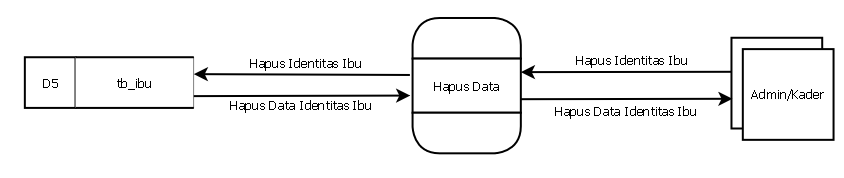 D5
tb_ibu
Hapus Identitas Ibu
Hapus Data Identitas Ibu
Hapus Data
Hapus Identitas Ibu
Hapus Data Identitas Ibu
Admin/Kader